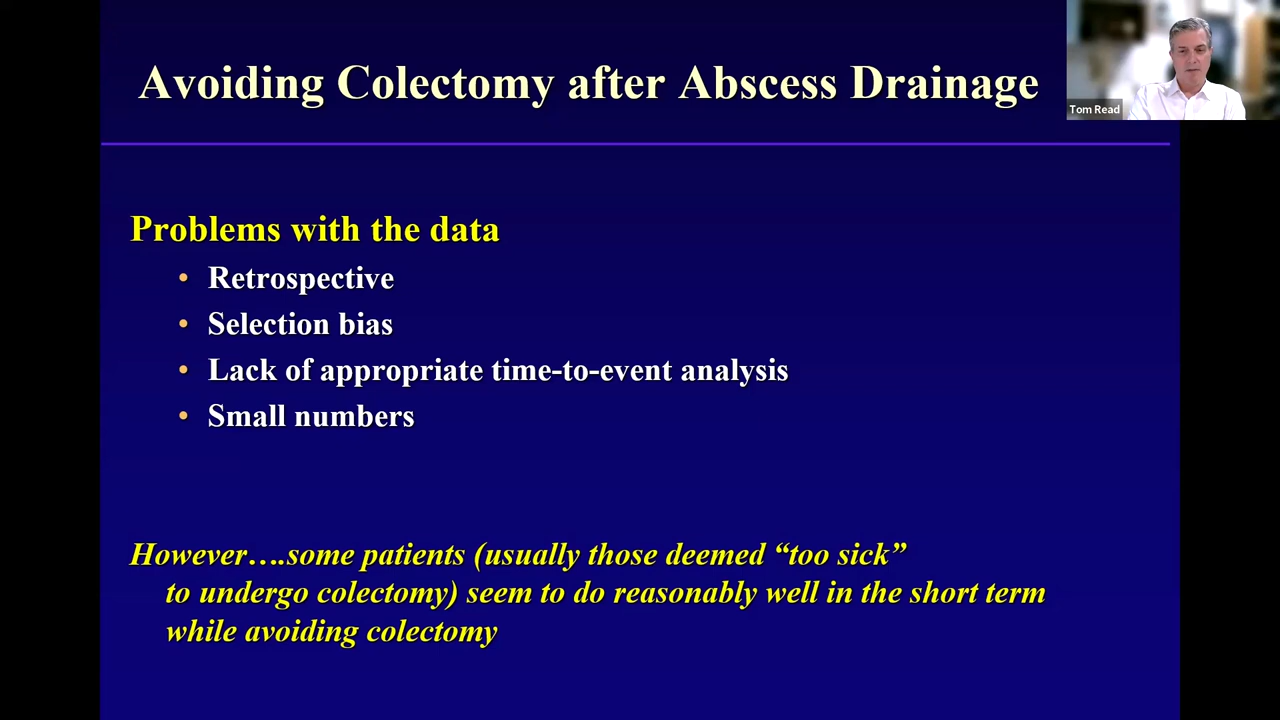 Avoiding Colectomy after Abscess Drainage
Tom Read
Problems with the data
• Retrospective
• Selection bias
• Lack of appropriate time-to-event analysis
• Small numbers
However….some patients (usually those deemed “too sick”
to undergo colectomy) seem to do reasonably well in the short term
while avoiding colectomy